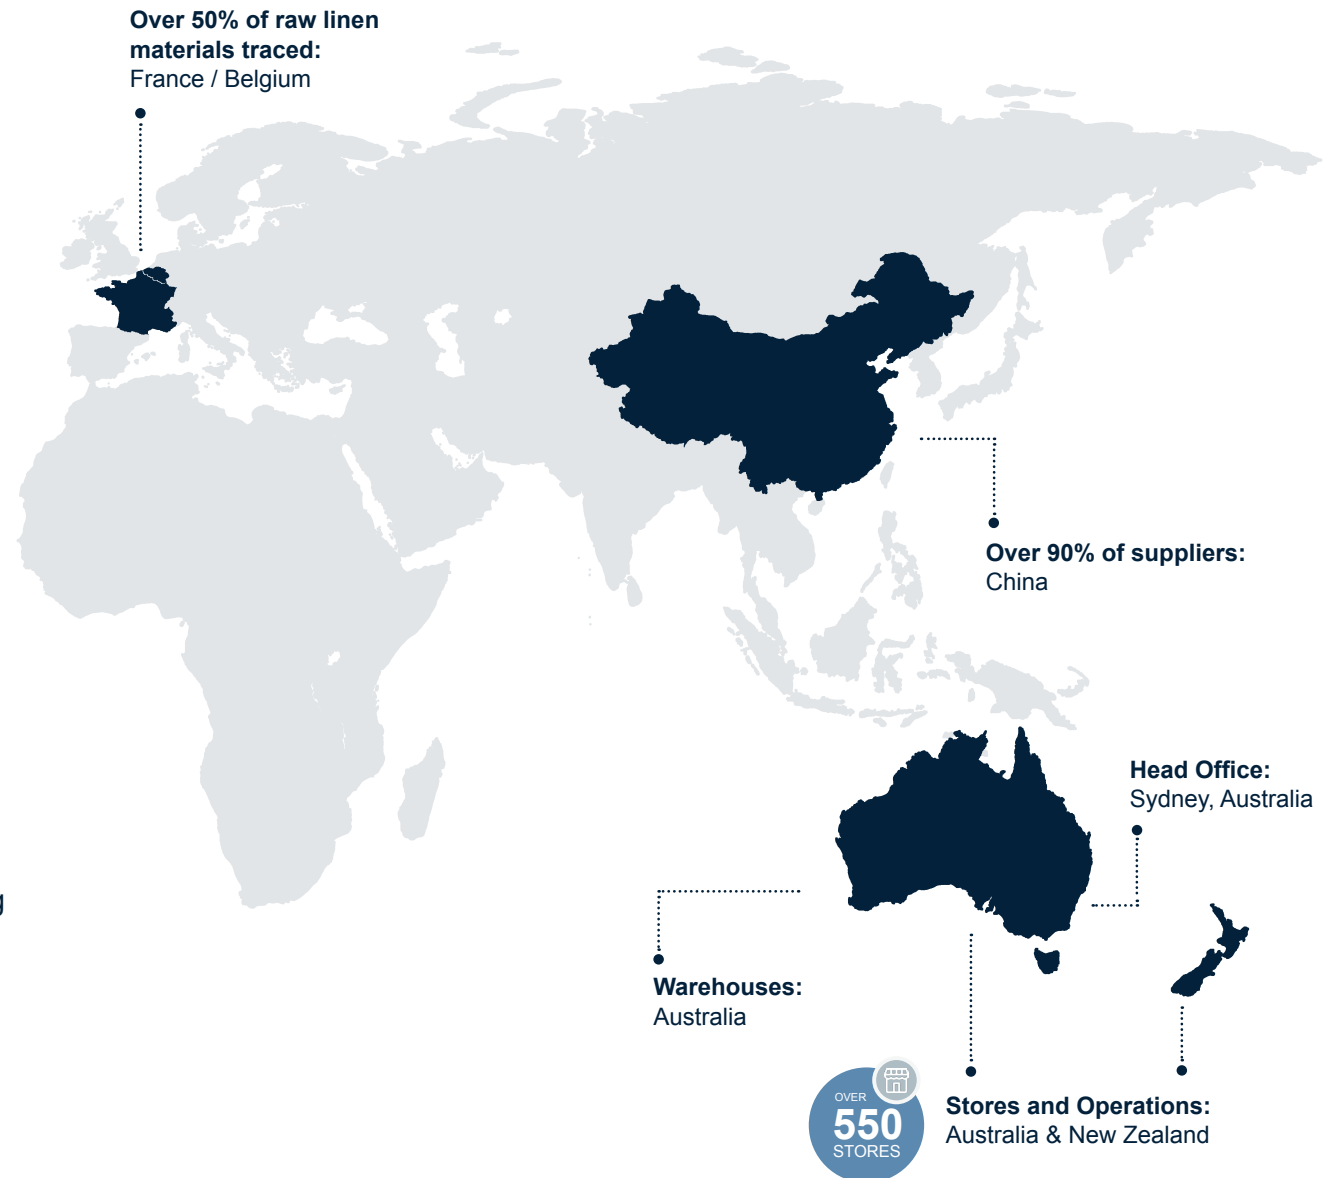 Over 50% of raw linen
materials traced:
France / Belgium
Over 90% of suppliers:
China
Head Office:
Sydney, Australia
Warehouses:
Australia
OVER
550
STORES
Stores and Operations:
Australia & New Zealand